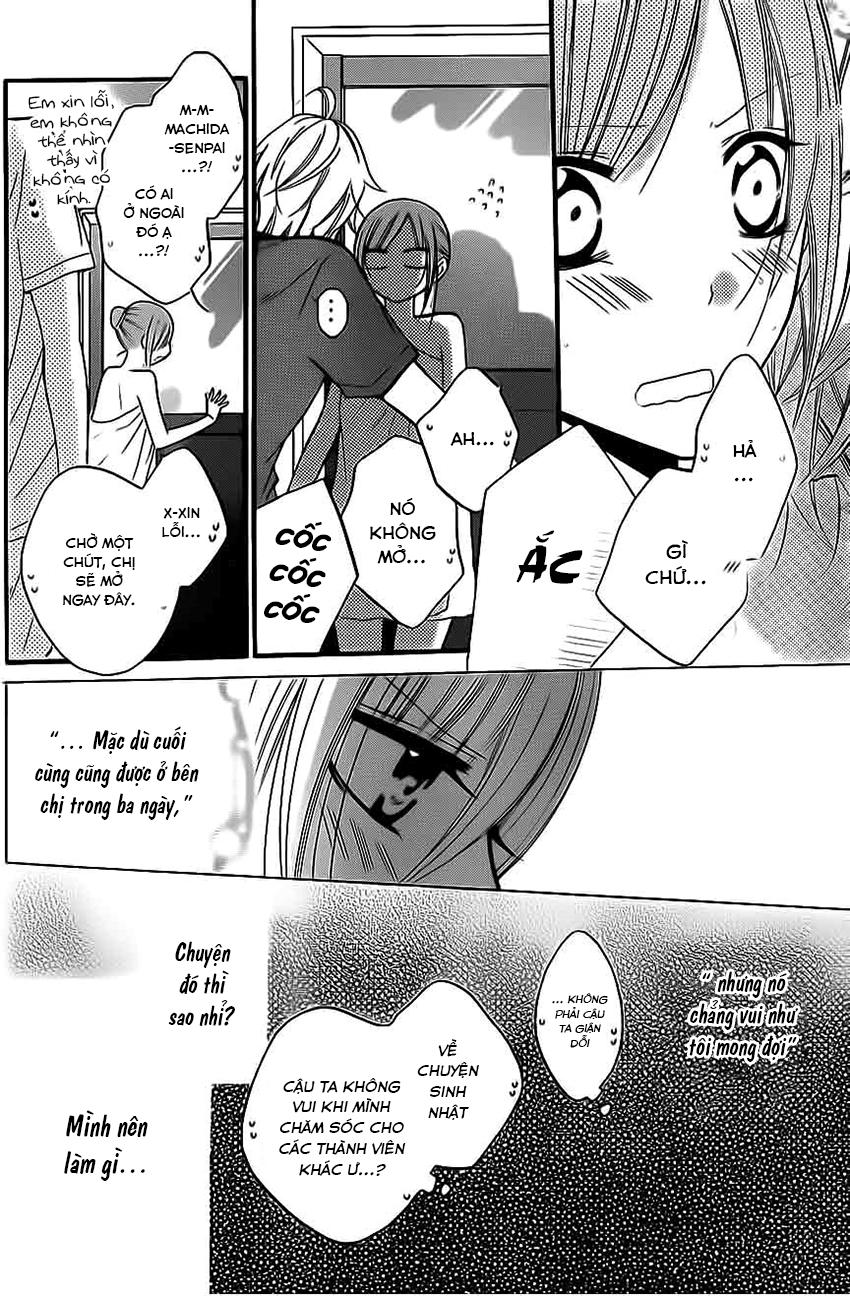 HẢ
...
GÌ
CHỨ...
ẮC
AH...
NÓ
KHÔNG
MỞ...
...
CỐC
CỐC
CỐC
M-M-
MACHIDA
-SENPAI
...?!
CÓ AI
Ở NGOÀI
ĐÓ Ạ
...?!
Em xin lỗi,
em không
thể nhìn
thấy vì
không có
kính.
X-XIN
LỖI...
CHỜ MỘT
CHÚT, CHỊ
SẼ MỞ
NGAY ĐÂY.
"... Mặc dù cuối
cùng cũng được ở bên
chị trong ba ngày,"
" nhưng nó
chẳng vui như
tôi mong đợi"
... KHÔNG
PHẢI CẬU
TA GIẬN
DỖI
VỀ
CHUYỆN
SINH
NHẬT
CẬU TA KHÔNG
VUI KHI MÌNH
CHĂM SÓC CHO
CÁC THÀNH VIÊN
KHÁC Ư...?
Chuyện
đó thì
sao nhỉ?
Mình nên
làm gì...